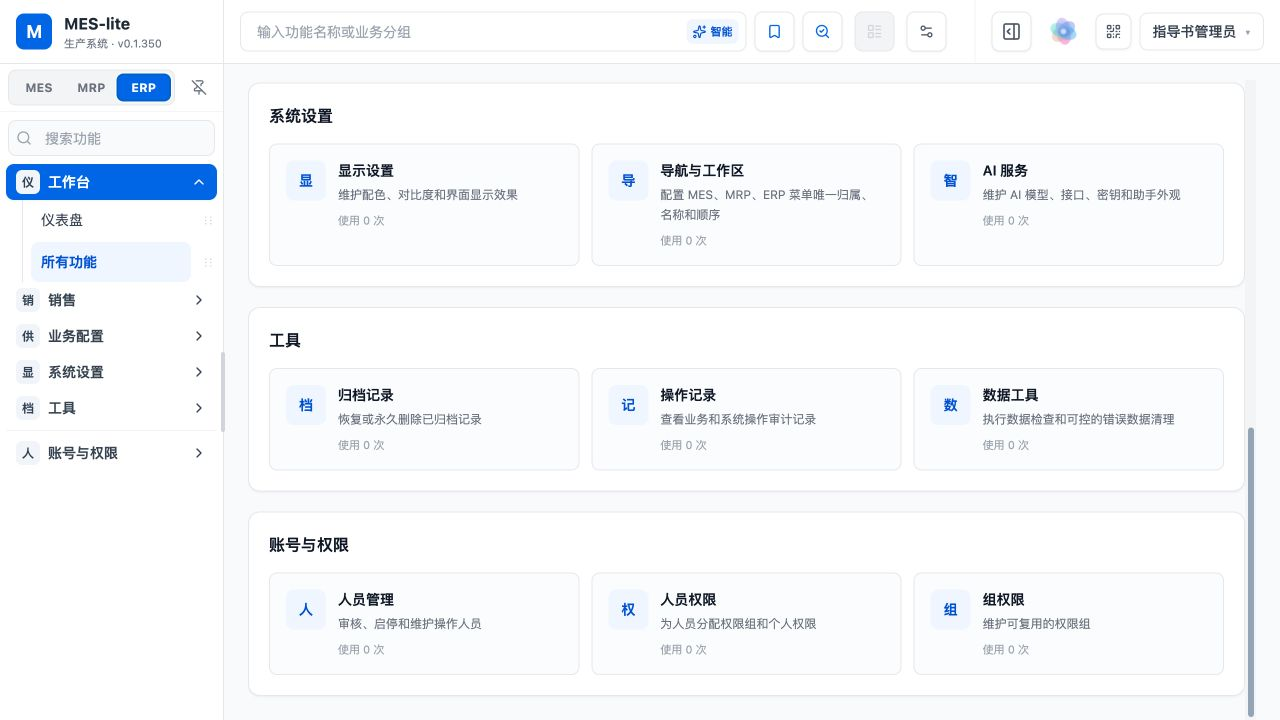 M
MES-lite
生产系统 · v0.1.350
输入功能名称或业务分组
智能
指导书管理员
MES
MRP
ERP
搜索功能
仪 工作台
仪表盘
所有功能
销 销售
供 业务配置
显 系统设置
档 工具
人 账号与权限
系统设置
显
显示设置
维护配色、对比度和界面显示效果
使用 0 次
导
导航与工作区
配置 MES、MRP、ERP 菜单唯一归属、
名称和顺序
使用 0 次
智
AI 服务
维护 AI 模型、接口、密钥和助手外观
使用 0 次
工具
档
归档记录
恢复或永久删除已归档记录
使用 0 次
记
操作记录
查看业务和系统操作审计记录
使用 0 次
数
数据工具
执行数据检查和可控的错误数据清理
使用 0 次
账号与权限
人
人员管理
审核、启停和维护操作人员
使用 0 次
权
人员权限
为人员分配权限组和个人权限
使用 0 次
组
组权限
维护可复用的权限组
使用 0 次